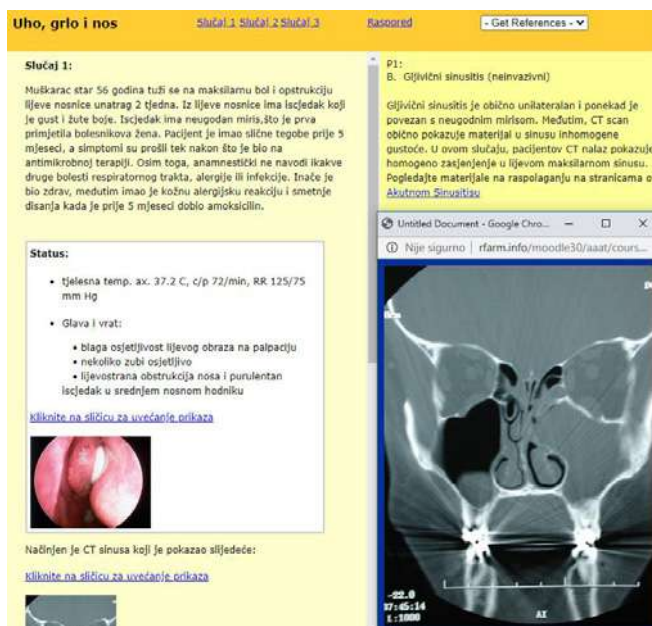 Uho, grlo i nos
Slučaj 1 Slučaj 2 Slučaj 3
Raspored
- Get References -
Slučaj 1:
Muškarac star 56 godina tuži se na maksilarnu bol i opstrukciju
lijeve nosnice unatrag 2 tjedna. Iz lijeve nosnice ima iscjedak koji
je gust i žute boje. Iscjedak ima neugodan miris,što je prva
primjetila bolesnikova žena. Pacijent je imao slične tegobe prije 5
mjeseci, a simptomi su prošli tek nakon što je bio na
antimikrobnoj terapiji. Osim toga, anamnestički ne navodi ikakve
druge bolesti respiratornog trakta, alergije ili infekcije. Inače je
bio zdrav, međutim imao je kožnu alergijsku reakciju i smetnje
disanja kada je prije 5 mjeseci dobio amoksicilin.
Status:
• tjelesna temp. ax. 37.2 C, c/p 72/min, RR 125/75
mm Hg
• Glava i vrat:
• blaga osjetljivost lijevog obraza na palpaciju
• nekoliko zubi osjetljivo
• lijevostrana obstrukcija nosa i purulentan
iscjedak u srednjem nosnom hodniku
Kliknite na sličicu za uvećanje prikaza
Načinjen je CT sinusa koji je pokazao slijedeće:
Kliknite na sličicu za uvećanje prikaza
P1:
B. Gljivični sinusitis (neinvazivni)
Gljivični sinusitis je obično unilateralan i ponekad je
povezan s neugodnim mirisom. Međutim, CT scan
obično pokazuje materijal u sinusu inhomogene
gustoće. U ovom slučaju, pacijentov CT nalaz pokazuje
homogeno zasjenjenje u lijevom maksilarnom sinusu.
Pogledajte materijale na raspolaganju na stranicama o
Akutnom Sinusitisu
Untitled Document - Google Chro...
Nije sigurno | rfarm.info/moodle30/aaat/cours...
-22.0
07:45:14
L:1000
AI